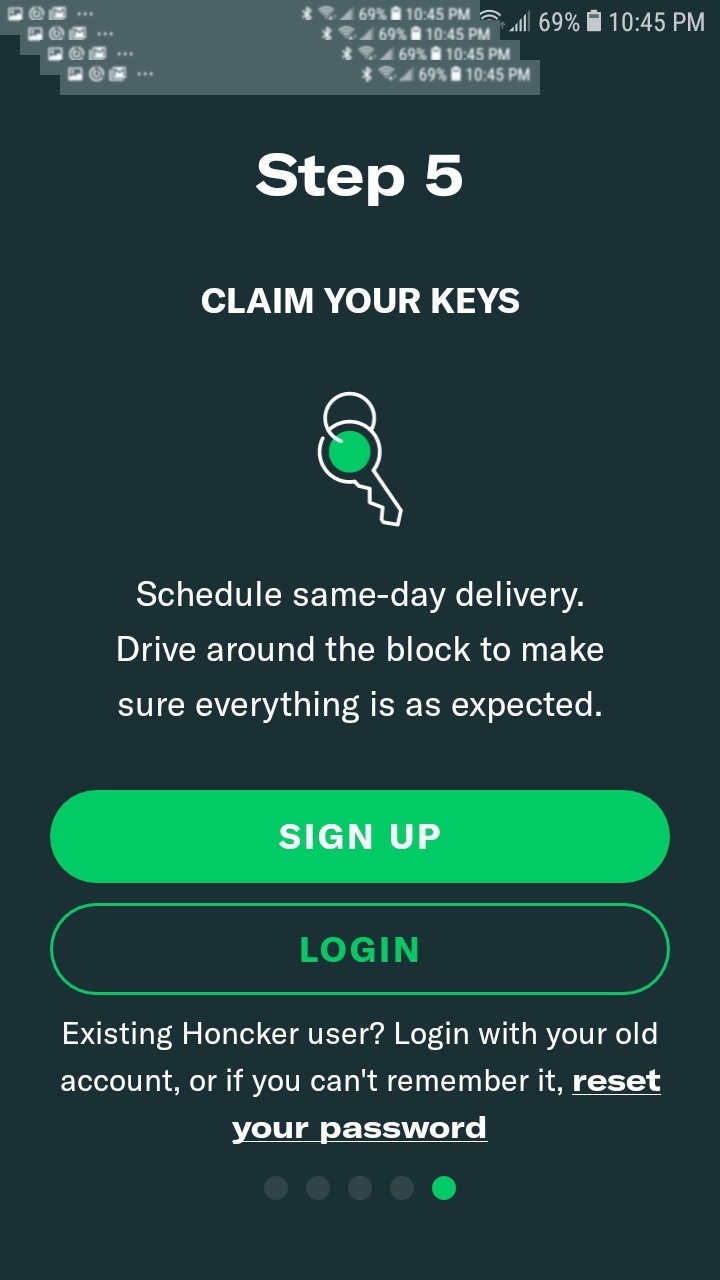 69% 10:45 PM
69% 10:45 PM
69% 10:45 PM
69% 10:45 PM
69% 10:45 PM
Step 5
CLAIM YOUR KEYS
Schedule same-day delivery.
Drive around the block to make
sure everything is as expected.
SIGN UP
LOGIN
Existing Honcker user? Login with your old
account, or if you can't remember it, reset
your password